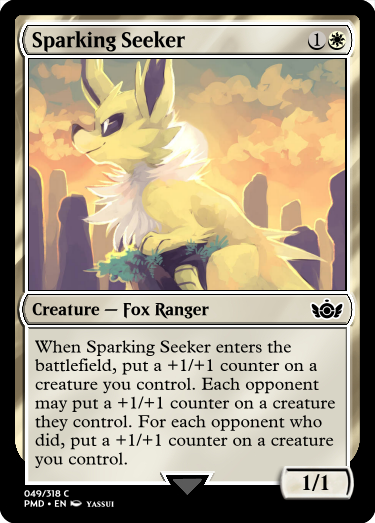 Sparking Seeker
1
Creature — Fox Ranger
When Sparking Seeker enters the
battlefield, put a +1/+1 counter on a
creature you control. Each opponent
may put a +1/+1 counter on a creature
they control. For each opponent who
did, put a +1/+1 counter on a creature
you control.
1/1
049/318 C
PMD • EN YASSUI